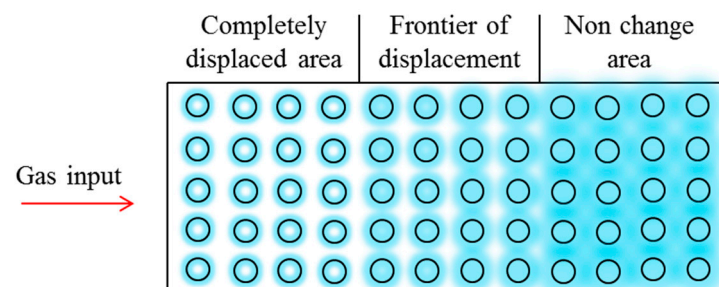 Completely
displaced area
Frontier of
displacement
Non change
area
Gas input